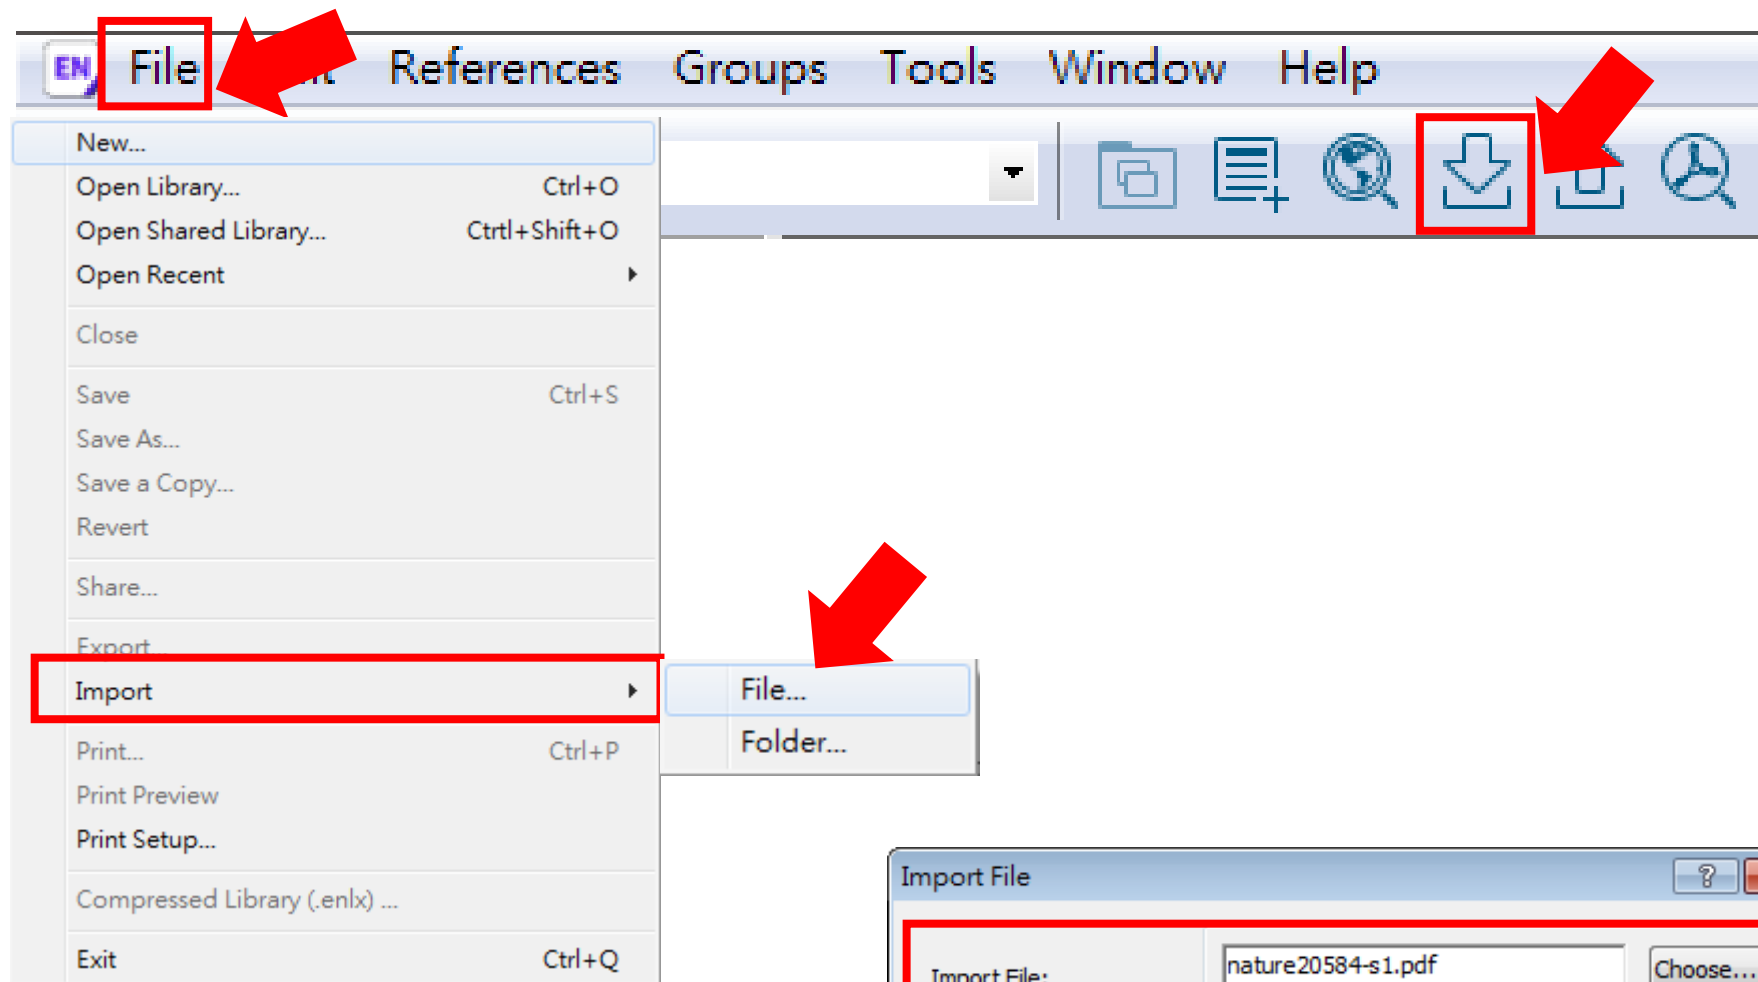 EN File References Groups Tools Window Help
New...
Open Library... Ctrl+O
Open Shared Library... Ctrtl+Shift+O
Open Recent
Close
Save Ctrl+S
Save As...
Save a Copy...
Revert
Share...
Export...
Import
File...
Folder...
Print... Ctrl+P
Print Preview
Print Setup...
Compressed Library (.enlx) ...
Exit Ctrl+Q
Import File
?
Import File: nature20584-s1.pdf Choose...